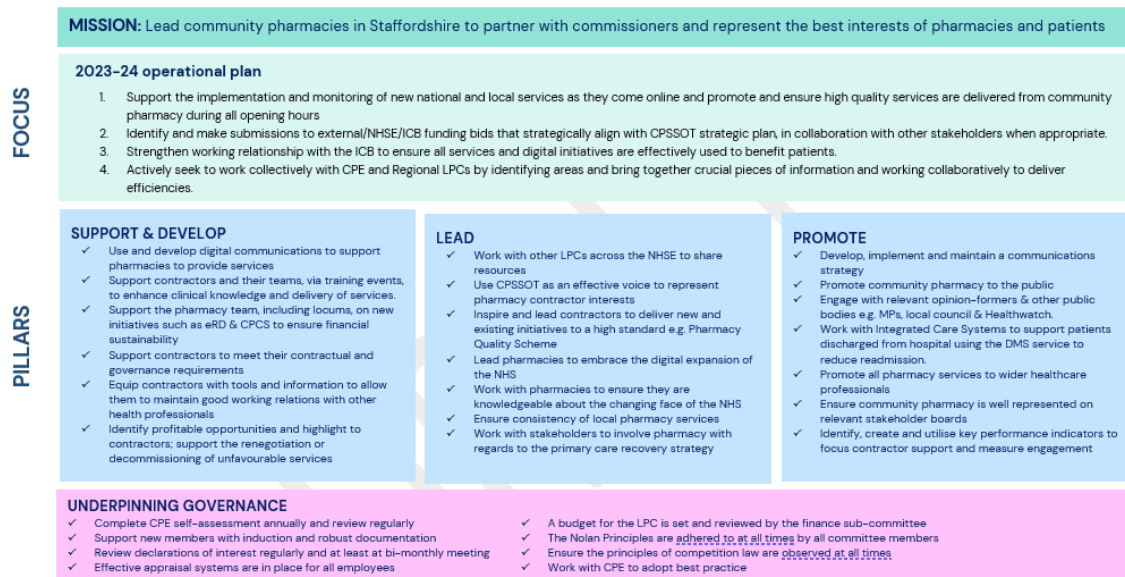 MISSION: Lead community pharmacies in Staffordshire to partner with commissioners and represent the best interests of pharmacies and patients
FOCUS
2023-24 operational plan
1. Support the implementation and monitoring of new national and local services as they come online and promote and ensure high quality services are delivered from community
pharmacy during all opening hours
2. Identify and make submissions to external/NHSE/ICB funding bids that strategically align with CPSSOT strategic plan, in collaboration with other stakeholders when appropriate.
3. Strengthen working relationship with the ICB to ensure all services and digital initiatives are effectively used to benefit patients.
4. Actively seek to work collectively with CPE and Regional LPCs by identifying areas and bring together crucial pieces of information and working collaboratively to deliver
efficiencies.
PILLARS
SUPPORT & DEVELOP
✓ Use and develop digital communications to support
pharmacies to provide services
✓ Support contractors and their teams, via training events,
to enhance clinical knowledge and delivery of services.
✓ Support the pharmacy team, including locums, on new
initiatives such as eRD & CPCS to ensure financial
sustainability
✓ Support contractors to meet their contractual and
governance requirements
✓ Equip contractors with tools and information to allow
them to maintain good working relations with other
health professionals
✓ Identify profitable opportunities and highlight to
contractors; support the renegotiation or
decommissioning of unfavourable services
LEAD
✓ Work with other LPCs across the NHSE to share
resources
✓ Use CPSSOT as an effective voice to represent
pharmacy contractor interests
✓ Inspire and lead contractors to deliver new and
existing initiatives to a high standard e.g. Pharmacy
Quality Scheme
✓ Lead pharmacies to embrace the digital expansion of
the NHS
✓ Work with pharmacies to ensure they are
knowledgeable about the changing face of the NHS
✓ Ensure consistency of local pharmacy services
✓ Work with stakeholders to involve pharmacy with
regards to the primary care recovery strategy
PROMOTE
✓ Develop, implement and maintain a communications
strategy
✓ Promote community pharmacy to the public
✓ Engage with relevant opinion-formers & other public
bodies e.g. MPs, local council & Healthwatch.
✓ Work with Integrated Care Systems to support patients
discharged from hospital using the DMS service to
reduce readmission.
✓ Promote all pharmacy services to wider healthcare
professionals
✓ Ensure community pharmacy is well represented on
relevant stakeholder boards
✓ Identify, create and utilise key performance indicators to
focus contractor support and measure engagement
UNDERPINNING GOVERNANCE
✓ Complete CPE self-assessment annually and review regularly
✓ Support new members with induction and robust documentation
✓ Review declarations of interest regularly and at least at bi-monthly meeting
✓ Effective appraisal systems are in place for all employees
✓ A budget for the LPC is set and reviewed by the finance sub-committee
✓ The Nolan Principles are adhered to at all times by all committee members
✓ Ensure the principles of competition law are observed at all times
✓ Work with CPE to adopt best practice